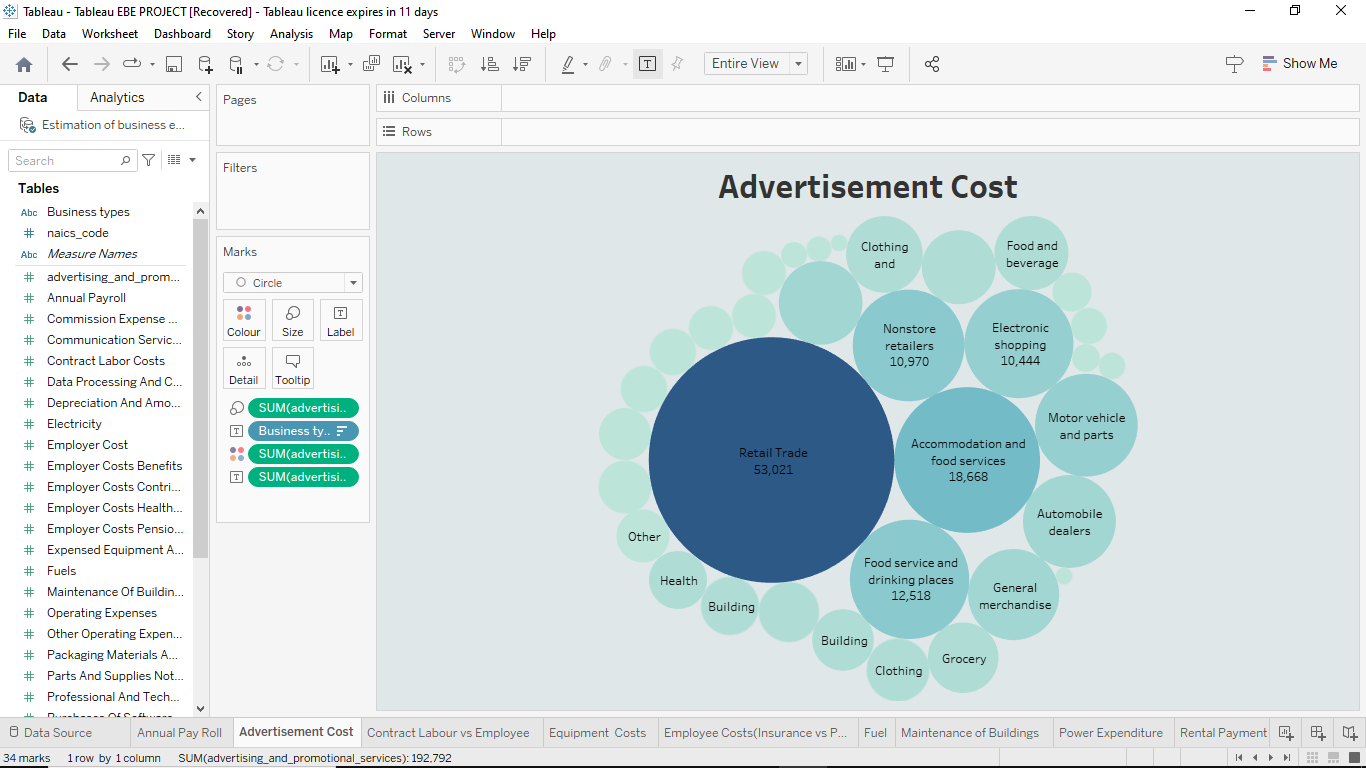 Tableau - Tableau EBE PROJECT [Recovered] - Tableau licence expires in 11 days
File Data Worksheet Dashboard Story Analysis Map Format Server Window Help
Entire View
Show Me
Data
Analytics
Estimation of business e...
Search
Tables
Abc Business types
# naics_code
Abc Measure Names
# advertising_and_prom...
# Annual Payroll
# Commission Expense ...
# Communication Servic...
# Contract Labor Costs
# Data Processing And C...
# Depreciation And Amo...
# Electricity
# Employer Cost
# Employer Costs Benefits
# Employer Costs Contri...
# Employer Costs Health...
# Employer Costs Pensio...
# Expensed Equipment A...
# Fuels
# Maintenance Of Buildin...
# Operating Expenses
# Other Operating Expen...
# Packaging Materials A...
# Parts And Supplies Not...
# Professional And Tech...
Pages
Filters
Marks
Circle
Colour
Size
Label
Detail
Tooltip
SUM(advertisi..
Business ty..
SUM(advertisi..
SUM(advertisi..
Columns
Rows
Advertisement Cost
Clothing
and
Food and
beverage
Nonstore
retailers
10,970
Electronic
shopping
10,444
Motor vehicle
and parts
Retail Trade
53,021
Accommodation and
food services
18,668
Automobile
dealers
Other
Health
Food service and
drinking places
12,518
General
merchandise
Building
Building
Clothing
Grocery
Data Source
Annual Pay Roll
Advertisement Cost
Contract Labour vs Employee
Equipment Costs
Employee Costs(Insurance vs P...
Fuel
Maintenance of Buildings
Power Expenditure
Rental Payment
34 marks
1 row by 1 column
SUM(advertising_and_promotional_services): 192,792